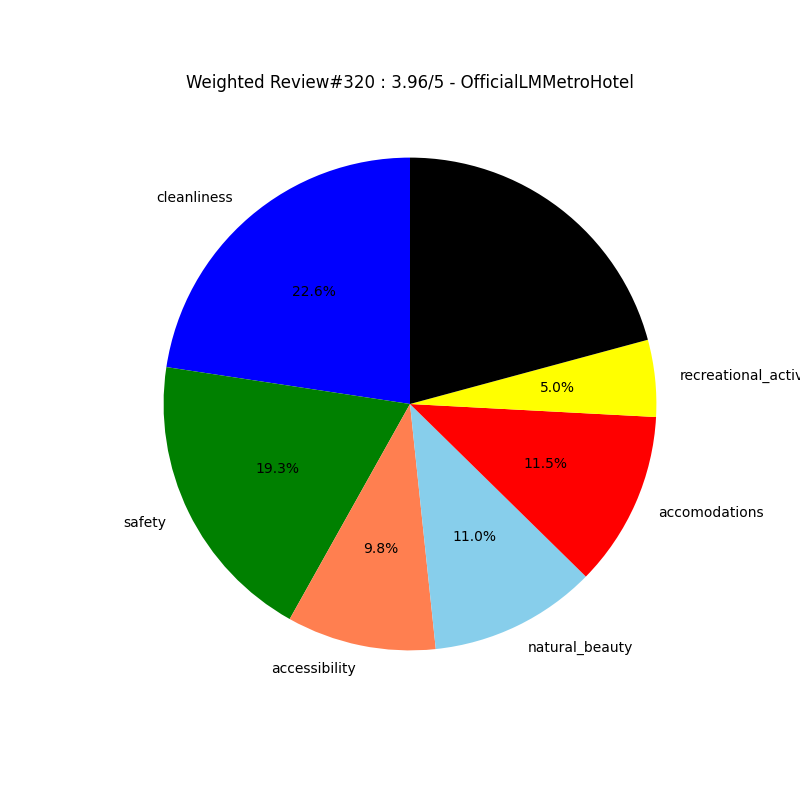 Weighted Review#320 : 3.96/5 - OfficialLMMetroHotel
cleanliness
22.6%
5.0%
recreational_activ
19.3%
11.5%
safety
9.8%
11.0%
accomodations
accessibility
natural_beauty